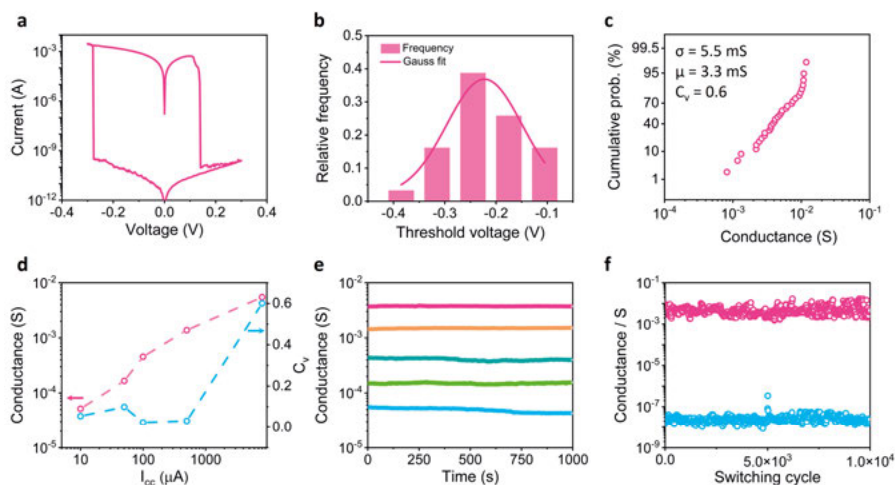 a
Current (A)
10⁻³
10⁻⁶
10⁻⁹
10⁻¹²
-0.4
-0.2
0.0
0.2
0.4
Voltage (V)
b
Relative frequency
0.5
0.4
0.3
0.2
0.1
0.0
Frequency
Gauss fit
-0.4
-0.3
-0.2
-0.1
Threshold voltage (V)
c
Cumulative prob. (%)
99.5
95
70
40
10
1
σ = 5.5 mS
μ = 3.3 mS
Cᵥ = 0.6
10⁻⁴
10⁻³
10⁻²
10⁻¹
Conductance (S)
d
Conductance (S)
10⁻²
10⁻³
10⁻⁴
10⁻⁵
0.6
0.4
0.2
0.0
Cᵥ
10
100
1000
I_cc (μA)
e
Conductance (S)
10⁻²
10⁻³
10⁻⁴
10⁻⁵
0
250
500
750
1000
Time (s)
f
Conductance / S
10⁻¹
10⁻³
10⁻⁵
10⁻⁷
10⁻⁹
0.0
5.0×10³
1.0×10⁴
Switching cycle